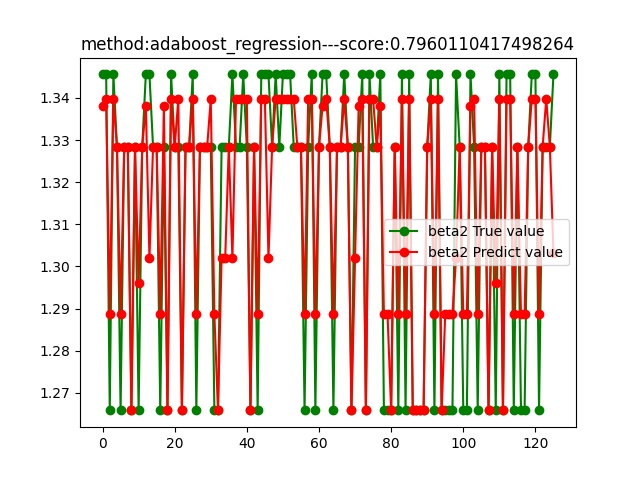 method:adaboost_regression---score:0.7960110417498264
1.34
1.33
1.32
1.31
1.30
1.29
1.28
1.27
beta2 True value
beta2 Predict value
0 20 40 60 80 100 120